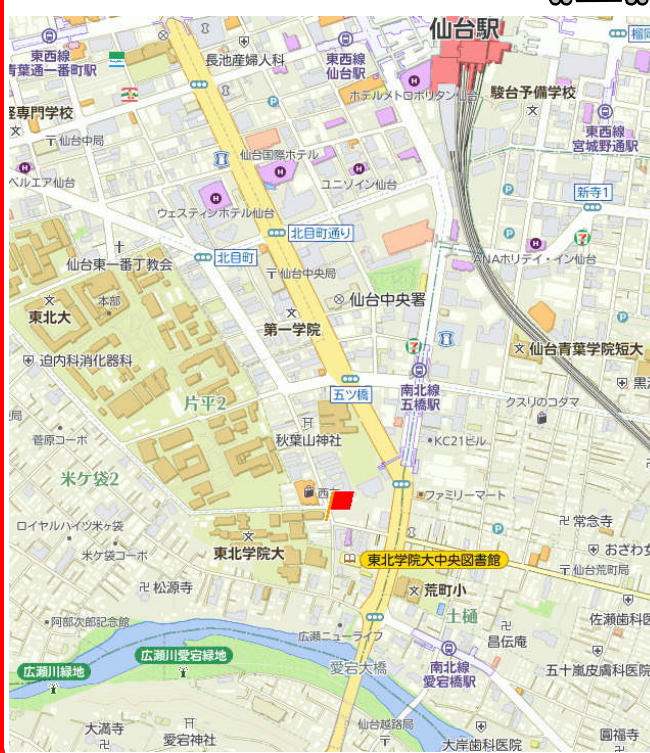 仙台駅
東西線
青葉通一番町駅
長池産婦人科
東西線
仙台駅
ホテルメトロポリタン仙台
駿台予備学校
東西線
宮城野通駅
専門学校
仙台中局
仙台国際ホテル
ベルエア仙台
ユニゾイン仙台
新寺1
ウェスティンホテル仙台
北目町通り
北目町
ANAホリデイ・イン仙台
仙台東一番丁教会
仙台中央局
仙台中央署
東北大
本部
第一学院
仙台青葉学院短大
迫内科消化器科
五ツ橋
南北線
五橋駅
クスリのコダマ
片平2
菅原コーポ
秋葉山神社
KC21ビル
米ケ袋2
西友
ファミリーマート
ロイヤルハイツ米ヶ袋
常念寺
米ケ袋コーポ
東北学院大
東北学院大中央図書館
おざわ女
仙台荒町局
松源寺
荒町小
土樋
阿部次郎記念館
広瀬ニューライフ
昌伝庵
佐瀬歯科医
広瀬川愛宕緑地
広瀬川緑地
愛宕大橋
南北線
愛宕橋駅
五十嵐皮膚科医院
大満寺
愛宕神社
仙台越路局
大岸歯科医院
圓福寺